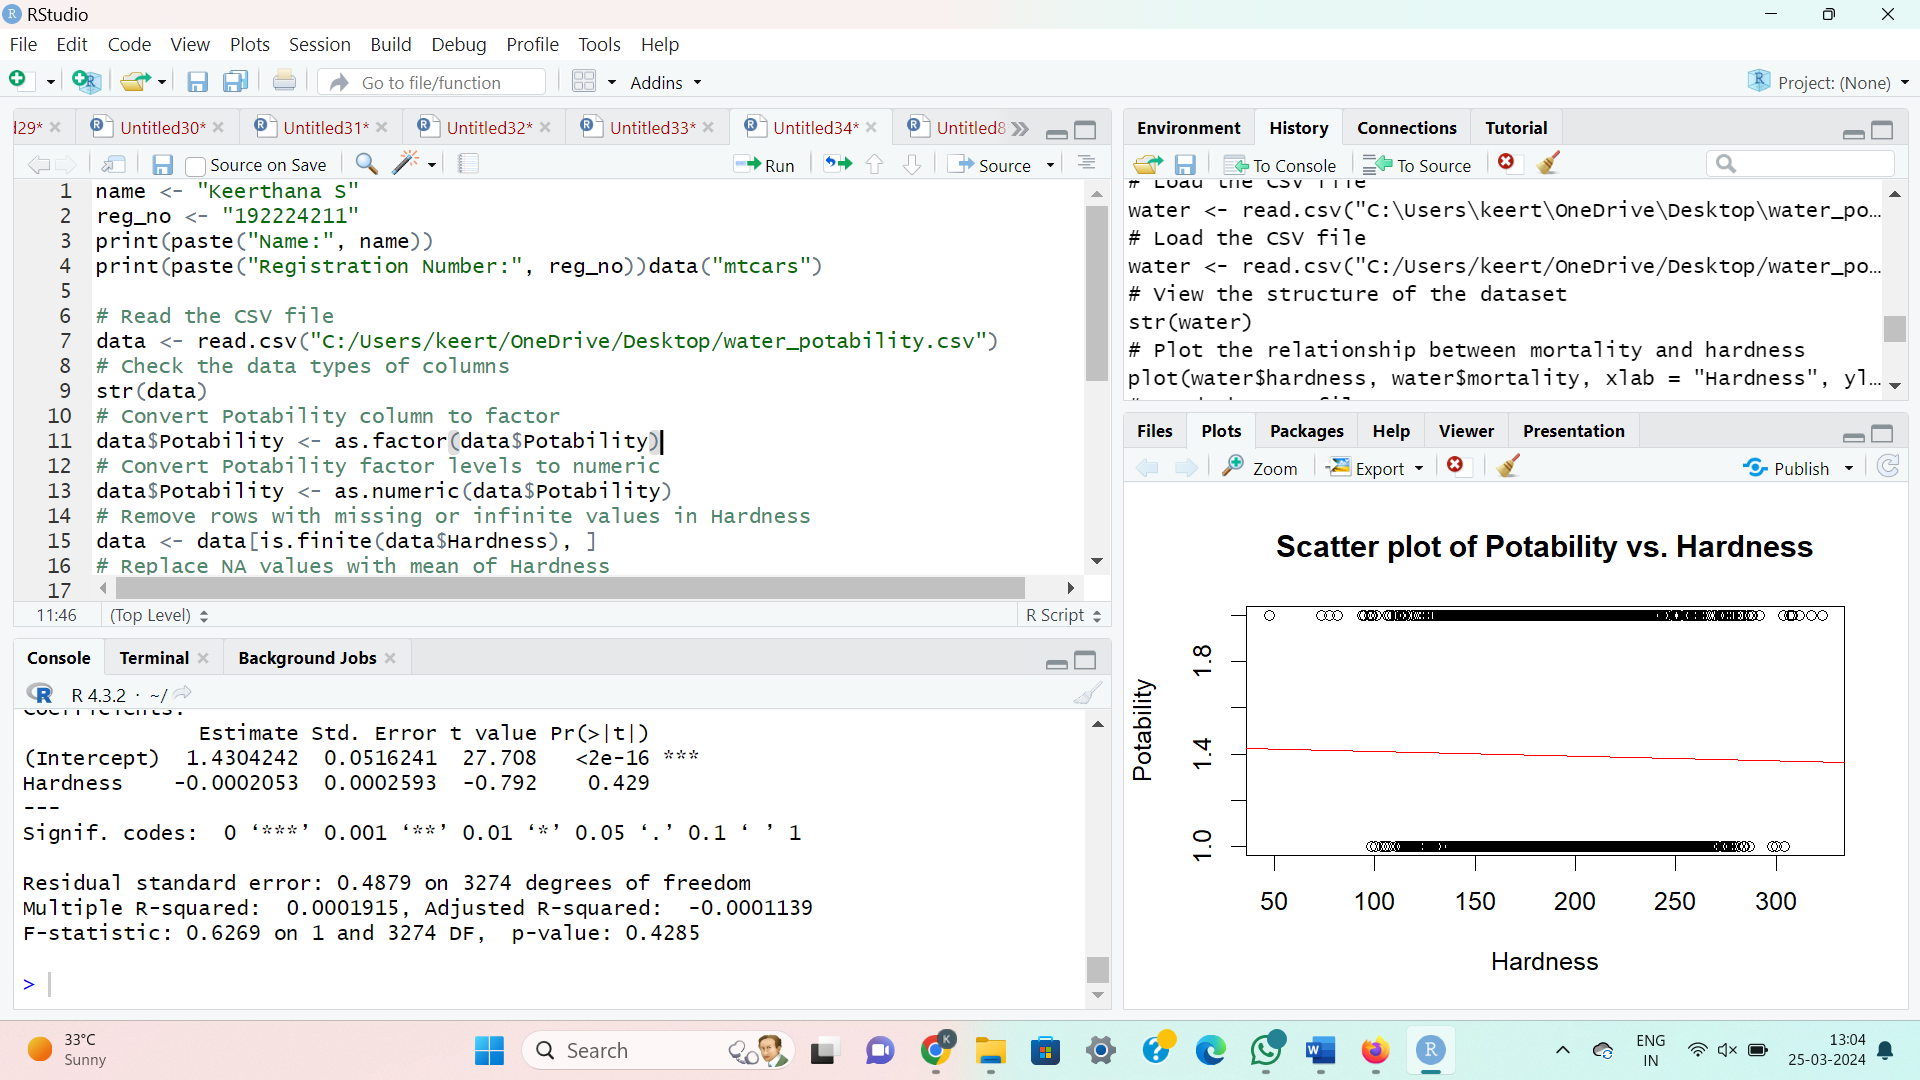 RStudio
File Edit Code View Plots Session Build Debug Profile Tools Help
Go to file/function Addins Project: (None)
d29* Untitled30* Untitled31* Untitled32* Untitled33* Untitled34* Untitled8
Source on Save Run Source
1 name <- "Keerthana S"
2 reg_no <- "192224211"
3 print(paste("Name:", name))
4 print(paste("Registration Number:", reg_no))data("mtcars")
5
6 # Read the CSV file
7 data <- read.csv("C:/Users/keert/OneDrive/Desktop/water_potability.csv")
8 # Check the data types of columns
9 str(data)
10 # Convert Potability column to factor
11 data$Potability <- as.factor(data$Potability)
12 # Convert Potability factor levels to numeric
13 data$Potability <- as.numeric(data$Potability)
14 # Remove rows with missing or infinite values in Hardness
15 data <- data[is.finite(data$Hardness), ]
16 # Replace NA values with mean of Hardness
17
11:46 (Top Level) R Script
Console Terminal Background Jobs
R 4.3.2 · ~/
Coefficients:
Estimate Std. Error t value Pr(>|t|)
(Intercept) 1.4304242 0.0516241 27.708 <2e-16 ***
Hardness -0.0002053 0.0002593 -0.792 0.429
---
Signif. codes: 0 ‘***’ 0.001 ‘**’ 0.01 ‘*’ 0.05 ‘.’ 0.1 ‘ ’ 1
Residual standard error: 0.4879 on 3274 degrees of freedom
Multiple R-squared: 0.0001915, Adjusted R-squared: -0.0001139
F-statistic: 0.6269 on 1 and 3274 DF, p-value: 0.4285
>
Environment History Connections Tutorial
To Console To Source
# Load the CSV file
water <- read.csv("C:\Users\keert\OneDrive\Desktop\water_po…
# Load the CSV file
water <- read.csv("C:/Users/keert/OneDrive/Desktop/water_po…
# View the structure of the dataset
str(water)
# Plot the relationship between mortality and hardness
plot(water$hardness, water$mortality, xlab = "Hardness", yl…
Files Plots Packages Help Viewer Presentation
Zoom Export Publish
Scatter plot of Potability vs. Hardness
Potability
1.8
1.4
1.0
50 100 150 200 250 300
Hardness
33°C
Sunny
Search
K
ENG
IN
13:04
25-03-2024